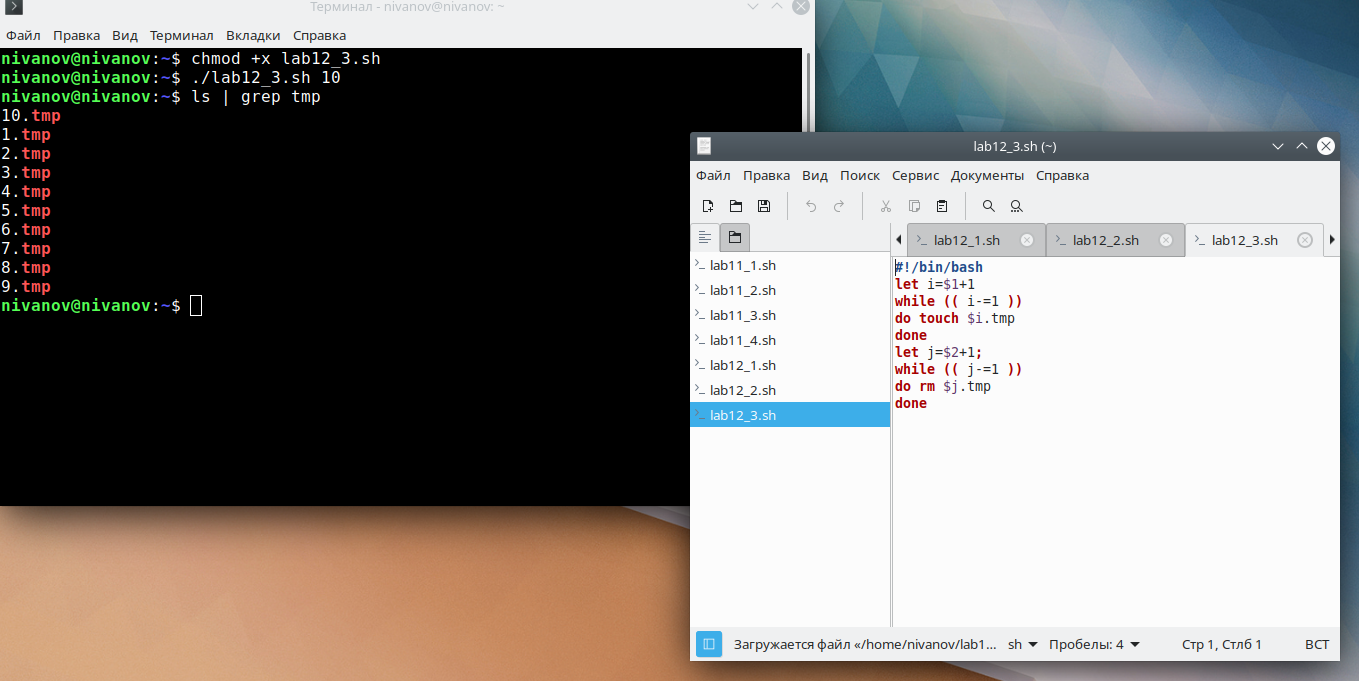 Терминал - nivanov@nivanov: ~
Файл Правка Вид Терминал Вкладки Справка
nivanov@nivanov:~$ chmod +x lab12_3.sh
nivanov@nivanov:~$ ./lab12_3.sh 10
nivanov@nivanov:~$ ls | grep tmp
10.tmp
1.tmp
2.tmp
3.tmp
4.tmp
5.tmp
6.tmp
7.tmp
8.tmp
9.tmp
nivanov@nivanov:~$
lab12_3.sh (~)
Файл Правка Вид Поиск Сервис Документы Справка
lab12_1.sh lab12_2.sh lab12_3.sh
lab11_1.sh
lab11_2.sh
lab11_3.sh
lab11_4.sh
lab12_1.sh
lab12_2.sh
lab12_3.sh
#!/bin/bash
let i=$1+1
while (( i-=1 ))
do touch $i.tmp
done
let j=$2+1;
while (( j-=1 ))
do rm $j.tmp
done
Загружается файл «/home/nivanov/lab1... sh Пробелы: 4 Стр 1, Стлб 1 ВСТ